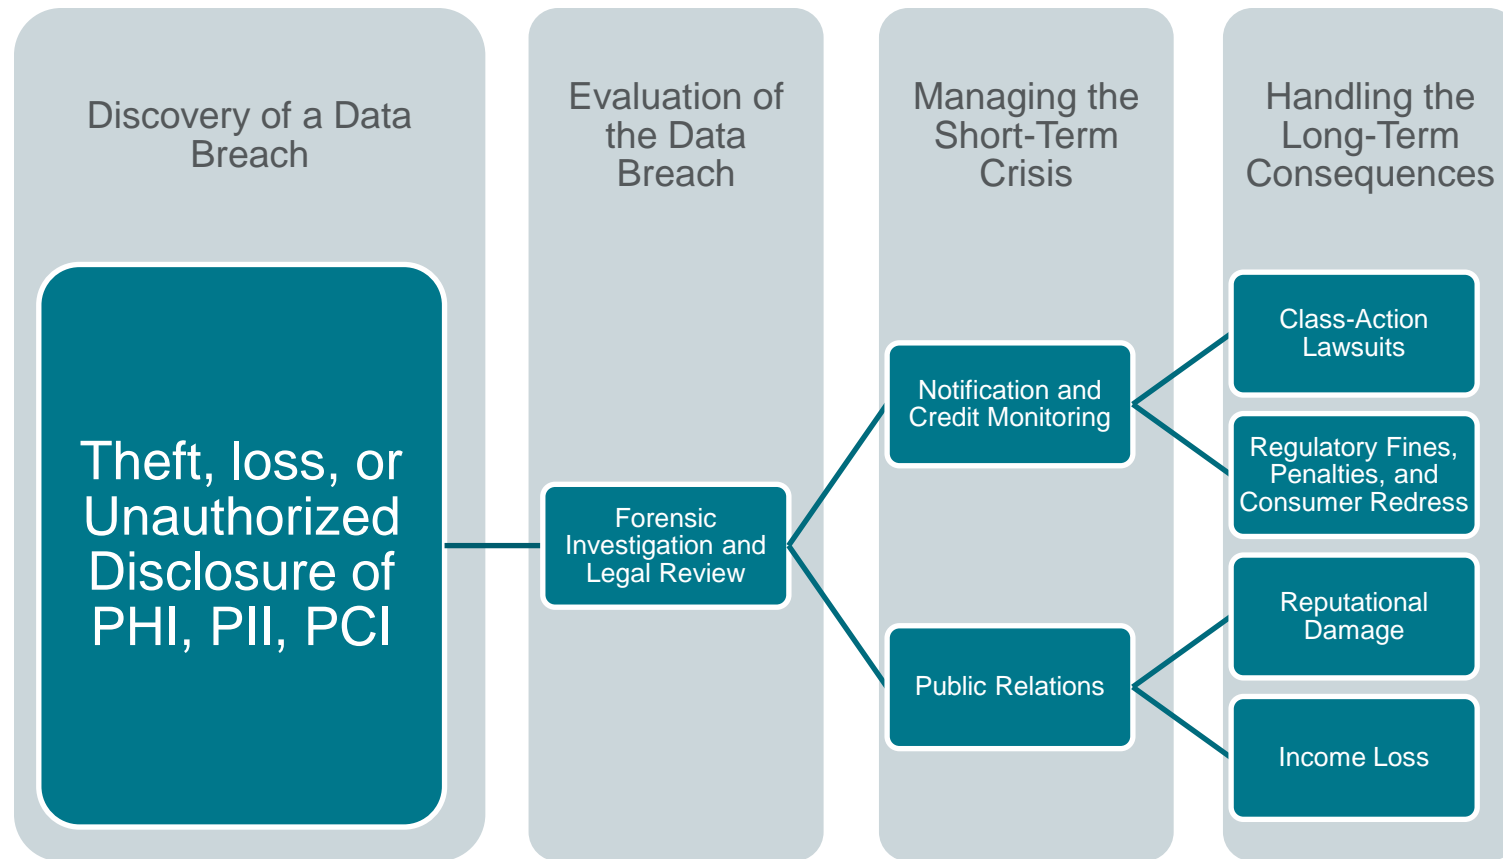 Discovery of a Data
Breach
Theft, loss, or
Unauthorized
Disclosure of
PHI, PII, PCI
Evaluation of
the Data
Breach
Forensic
Investigation and
Legal Review
Managing the
Short-Term
Crisis
Notification and
Credit Monitoring
Public Relations
Handling the
Long-Term
Consequences
Class-Action
Lawsuits
Regulatory Fines,
Penalties, and
Consumer Redress
Reputational
Damage
Income Loss